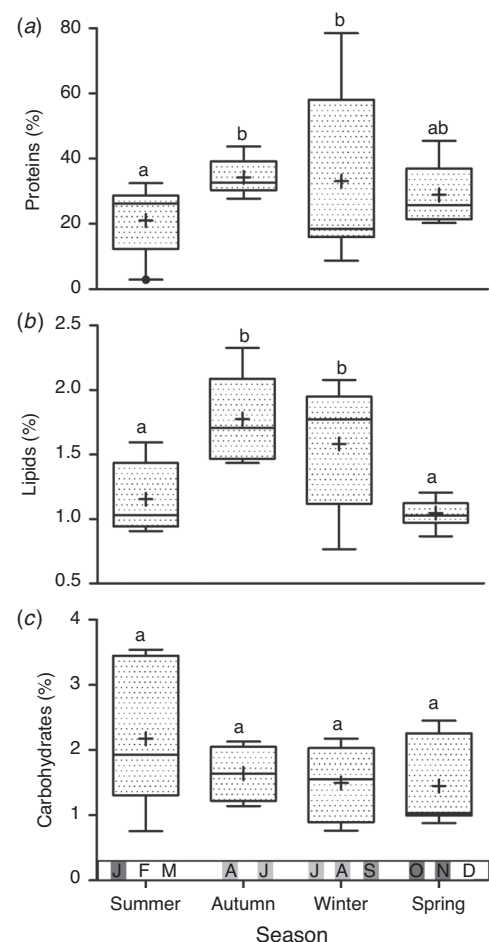 (a)
80
60
40
20
0
Proteins (%)
a
b
b
ab
(b)
2.5
2.0
1.5
1.0
0.5
Lipids (%)
a
b
b
a
(c)
4
3
2
1
0
Carbohydrates (%)
a
a
a
a
J F M A J J A S O N D
Summer Autumn Winter Spring
Season